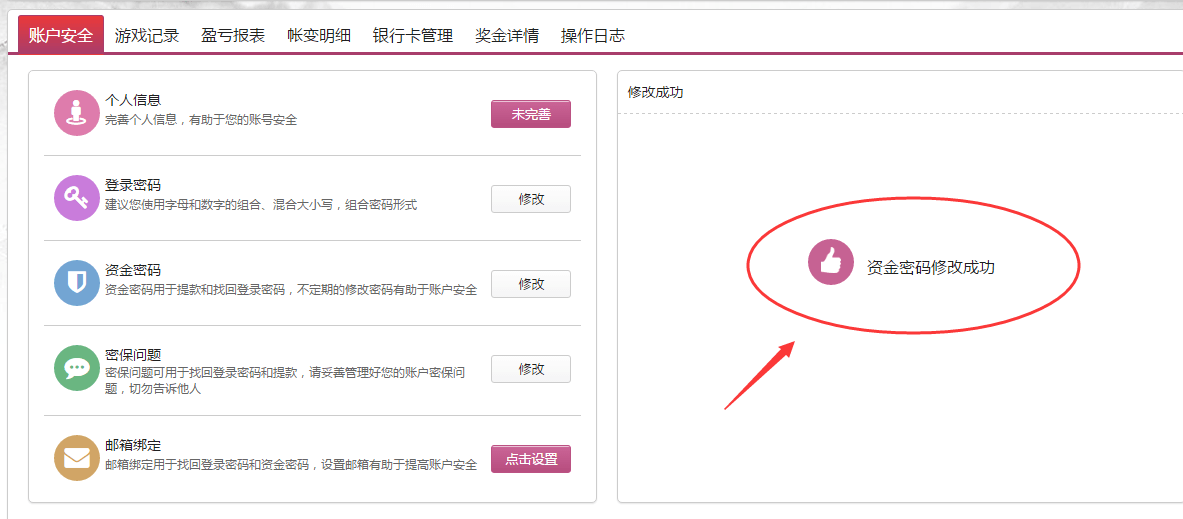 账户安全 游戏记录 盈亏报表 帐变明细 银行卡管理 奖金详情 操作日志
个人信息
完善个人信息，有助于您的账号安全
未完善
登录密码
建议您使用字母和数字的组合、混合大小写，组合密码形式
修改
资金密码
资金密码用于提款和找回登录密码，不定期的修改密码有助于账户安全
修改
密保问题
密保问题可用于找回登录密码和提款，请妥善管理好您的账户密保问
题，切勿告诉他人
修改
邮箱绑定
邮箱绑定用于找回登录密码和资金密码，设置邮箱有助于提高账户安全
点击设置
修改成功
资金密码修改成功